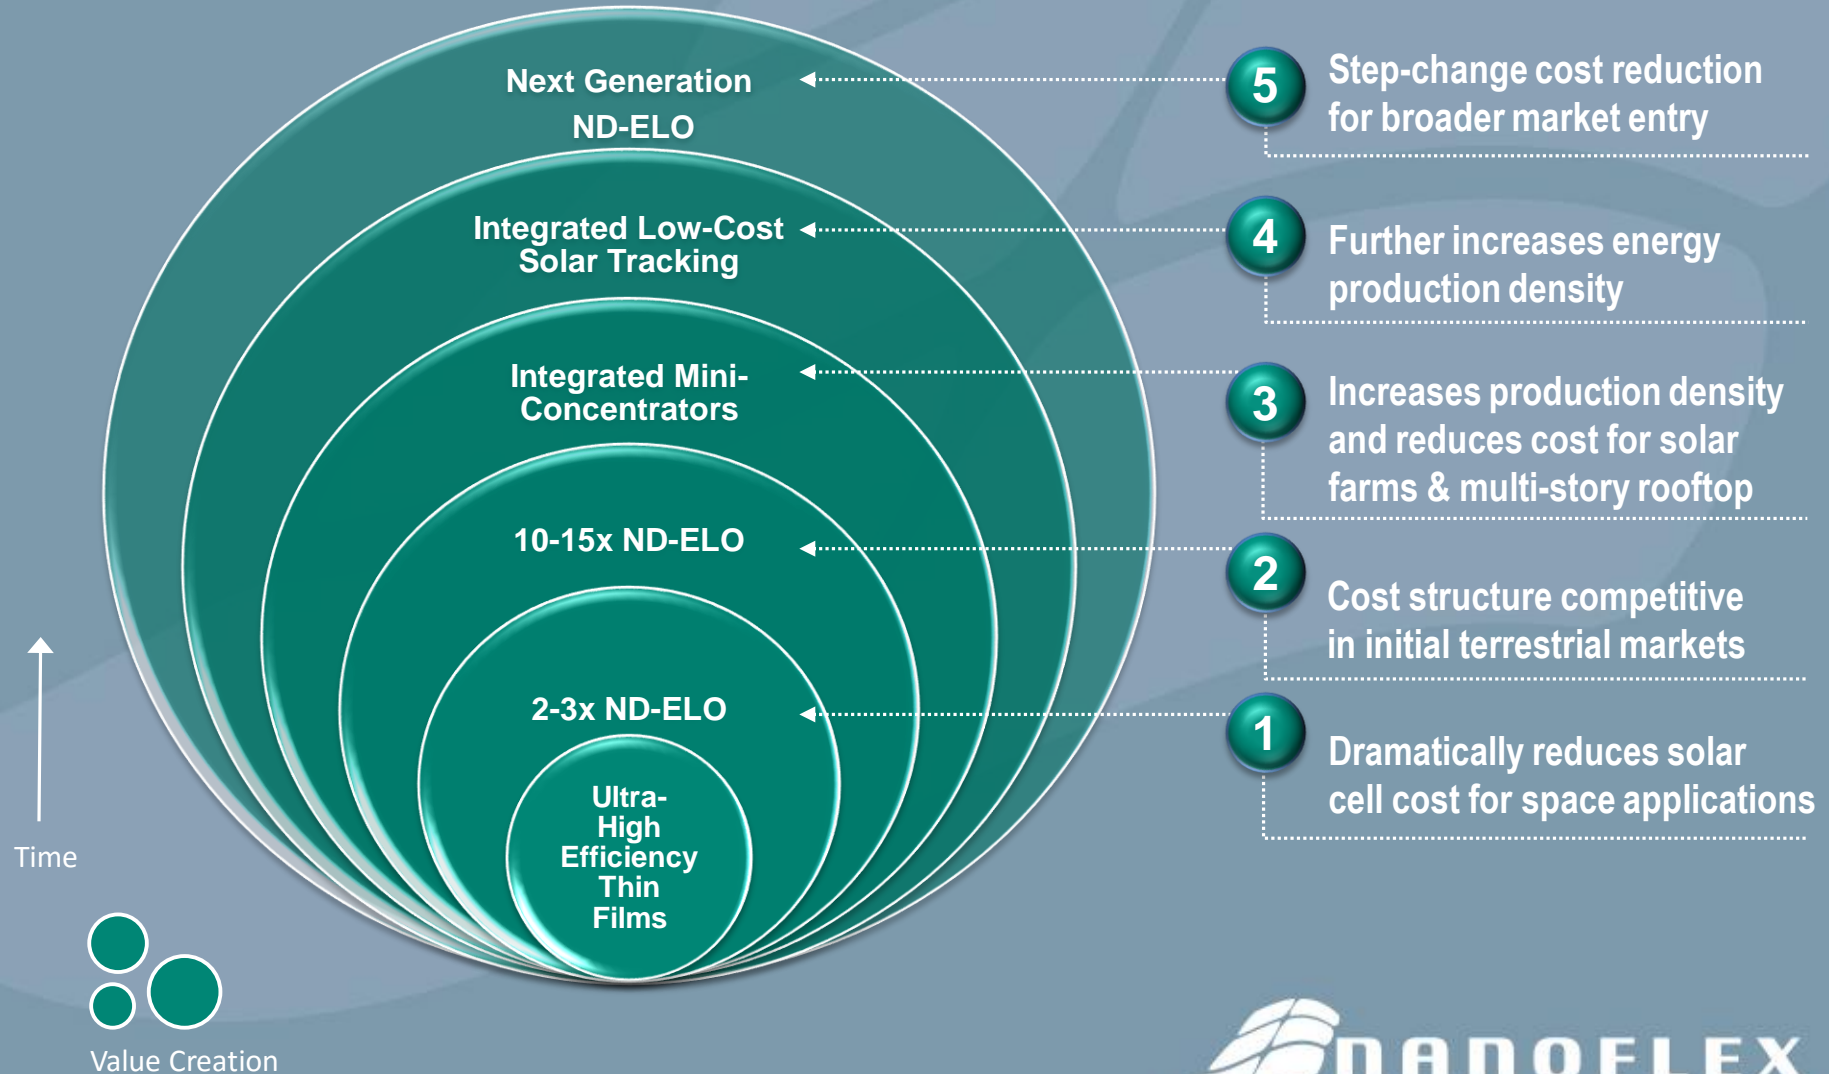 Next Generation
ND-ELO
Integrated Low-Cost
Solar Tracking
Integrated Mini-
Concentrators
10-15x ND-ELO
2-3x ND-ELO
Ultra-
High
Efficiency
Thin
Films
5
Step-change cost reduction
for broader market entry
4
Further increases energy
production density
3
Increases production density
and reduces cost for solar
farms & multi-story rooftop
2
Cost structure competitive
in initial terrestrial markets
1
Dramatically reduces solar
cell cost for space applications
Time
Value Creation
NANOFLEX